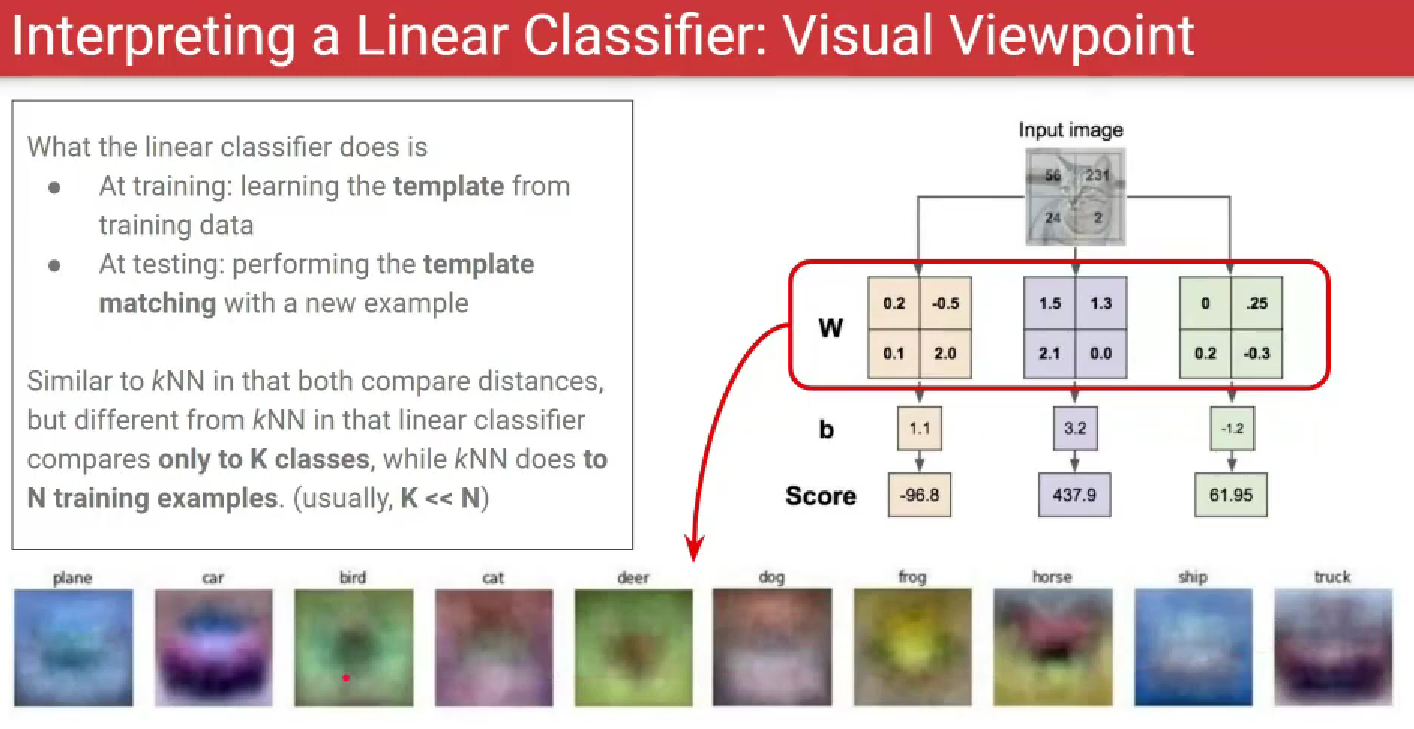 Interpreting a Linear Classifier: Visual Viewpoint
What the linear classifier does is
● At training: learning the template from
training data
● At testing: performing the template
matching with a new example
Similar to kNN in that both compare distances,
but different from kNN in that linear classifier
compares only to K classes, while kNN does to
N training examples. (usually, K << N)
Input image
56 231
24 2
W
0.2 -0.5
0.1 2.0
1.5 1.3
2.1 0.0
0 .25
0.2 -0.3
b
1.1
3.2
-1.2
Score
-96.8
437.9
61.95
plane car bird cat deer dog frog horse ship truck